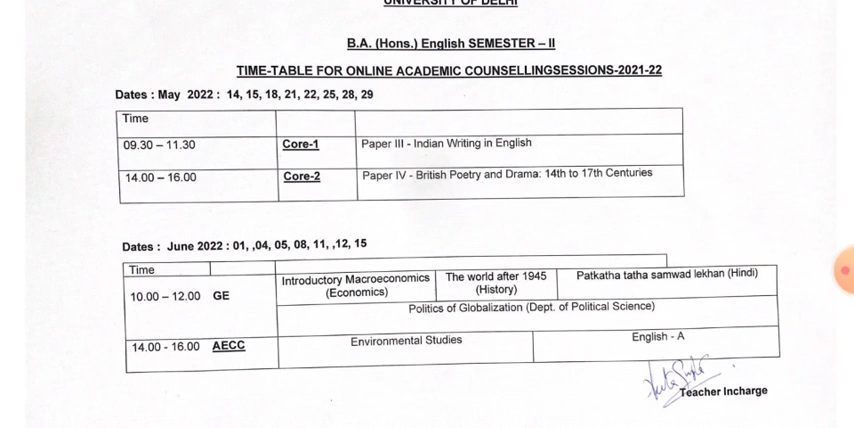 UNIVERSITY OF DELHI
B.A. (Hons.) English SEMESTER – II
TIME-TABLE FOR ONLINE ACADEMIC COUNSELLINGSESSIONS-2021-22
Dates : May 2022 : 14, 15, 18, 21, 22, 25, 28, 29
Time
09.30 – 11.30 Core-1 Paper III - Indian Writing in English
14.00 – 16.00 Core-2 Paper IV - British Poetry and Drama: 14th to 17th Centuries
Dates : June 2022 : 01, ,04, 05, 08, 11, ,12, 15
Time
10.00 – 12.00 GE
Introductory Macroeconomics
(Economics)
The world after 1945
(History)
Patkatha tatha samwad lekhan (Hindi)
Politics of Globalization (Dept. of Political Science)
14.00 - 16.00 AECC Environmental Studies English - A
Teacher Incharge